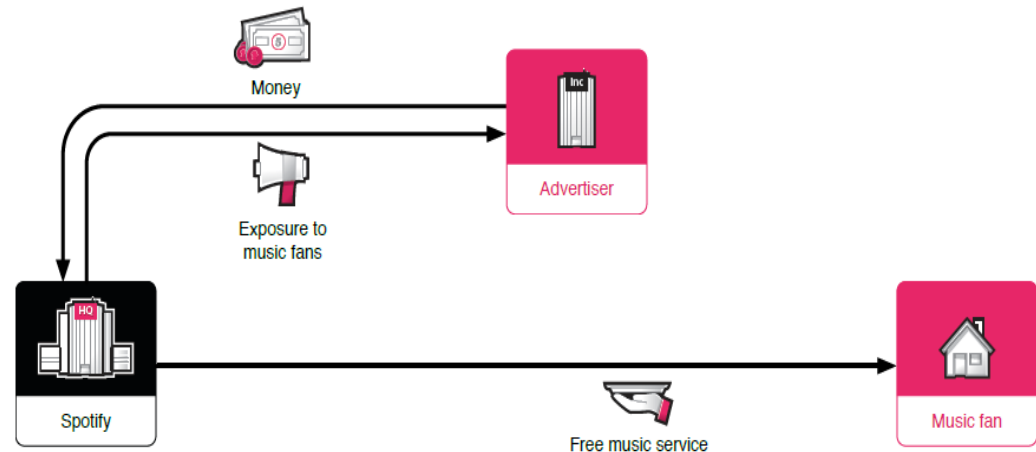 Money
Inc
Advertiser
Exposure to
music fans
HQ
Spotify
Music fan
Free music service